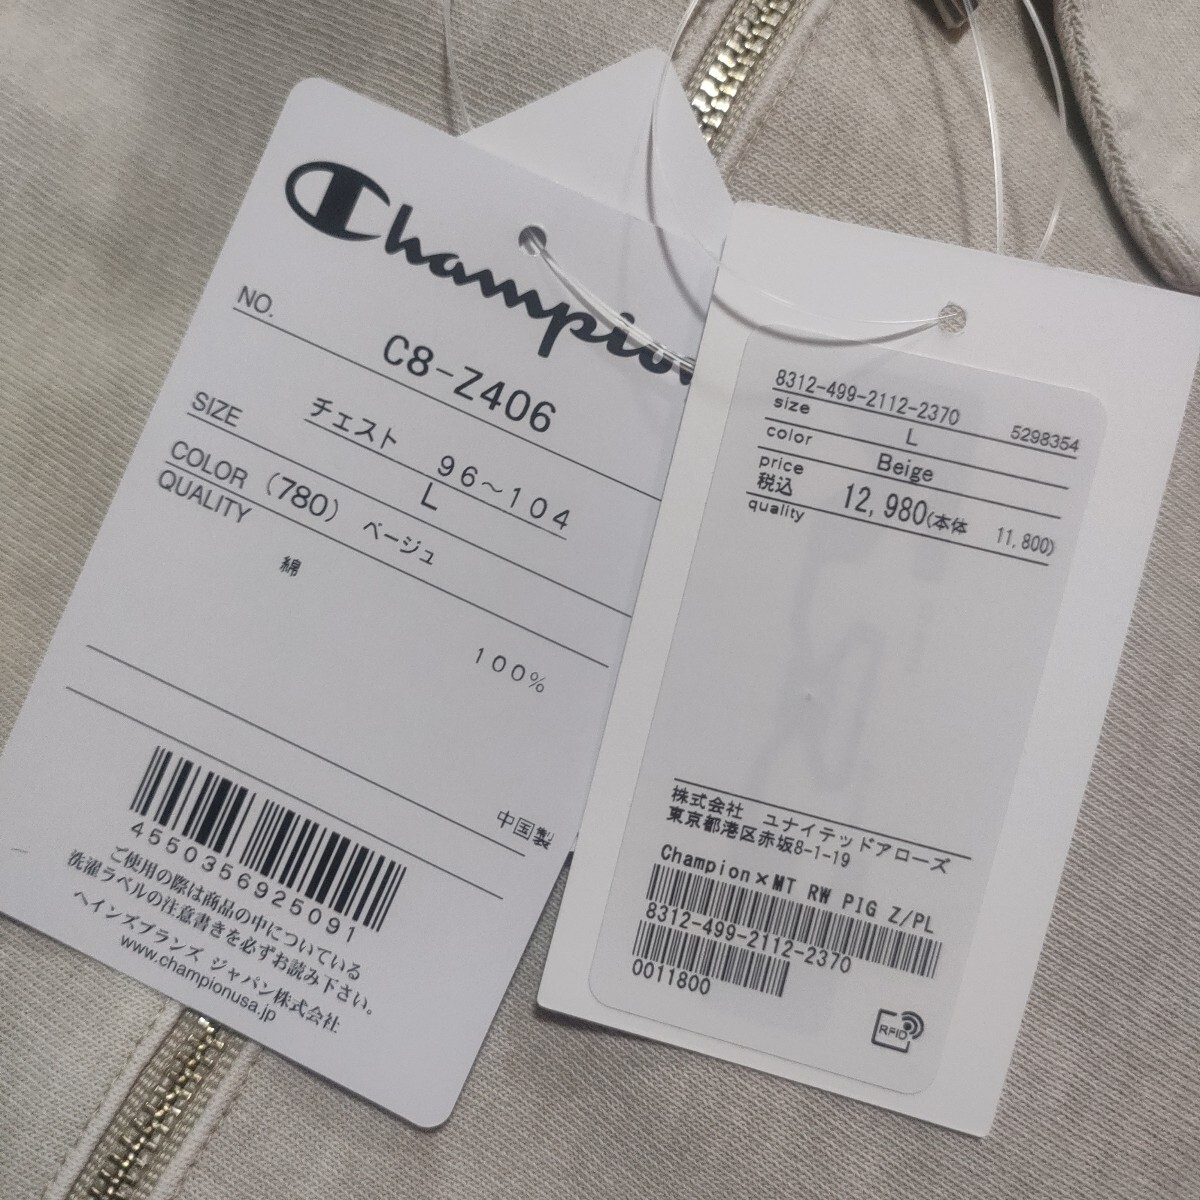 Champion
NO.
C8-Z406
SIZE チェスト 96～104
L
COLOR (780) ベージュ
QUALITY
綿
100%
中国製
4550356925091
ご使用の際は商品の中についている
洗濯ラベルの注意書きを必ずお読み下さい。
ヘインズブランズ ジャパン株式会社
www.championusa.jp
8312-499-2112-2370
size L 5298354
color Beige
price
税込 12,980(本体 11,800)
quality
株式会社 ユナイテッドアローズ
東京都港区赤坂8-1-19
Champion×MT RW PIG Z/PL
8312-499-2112-2370
0011800
RFID